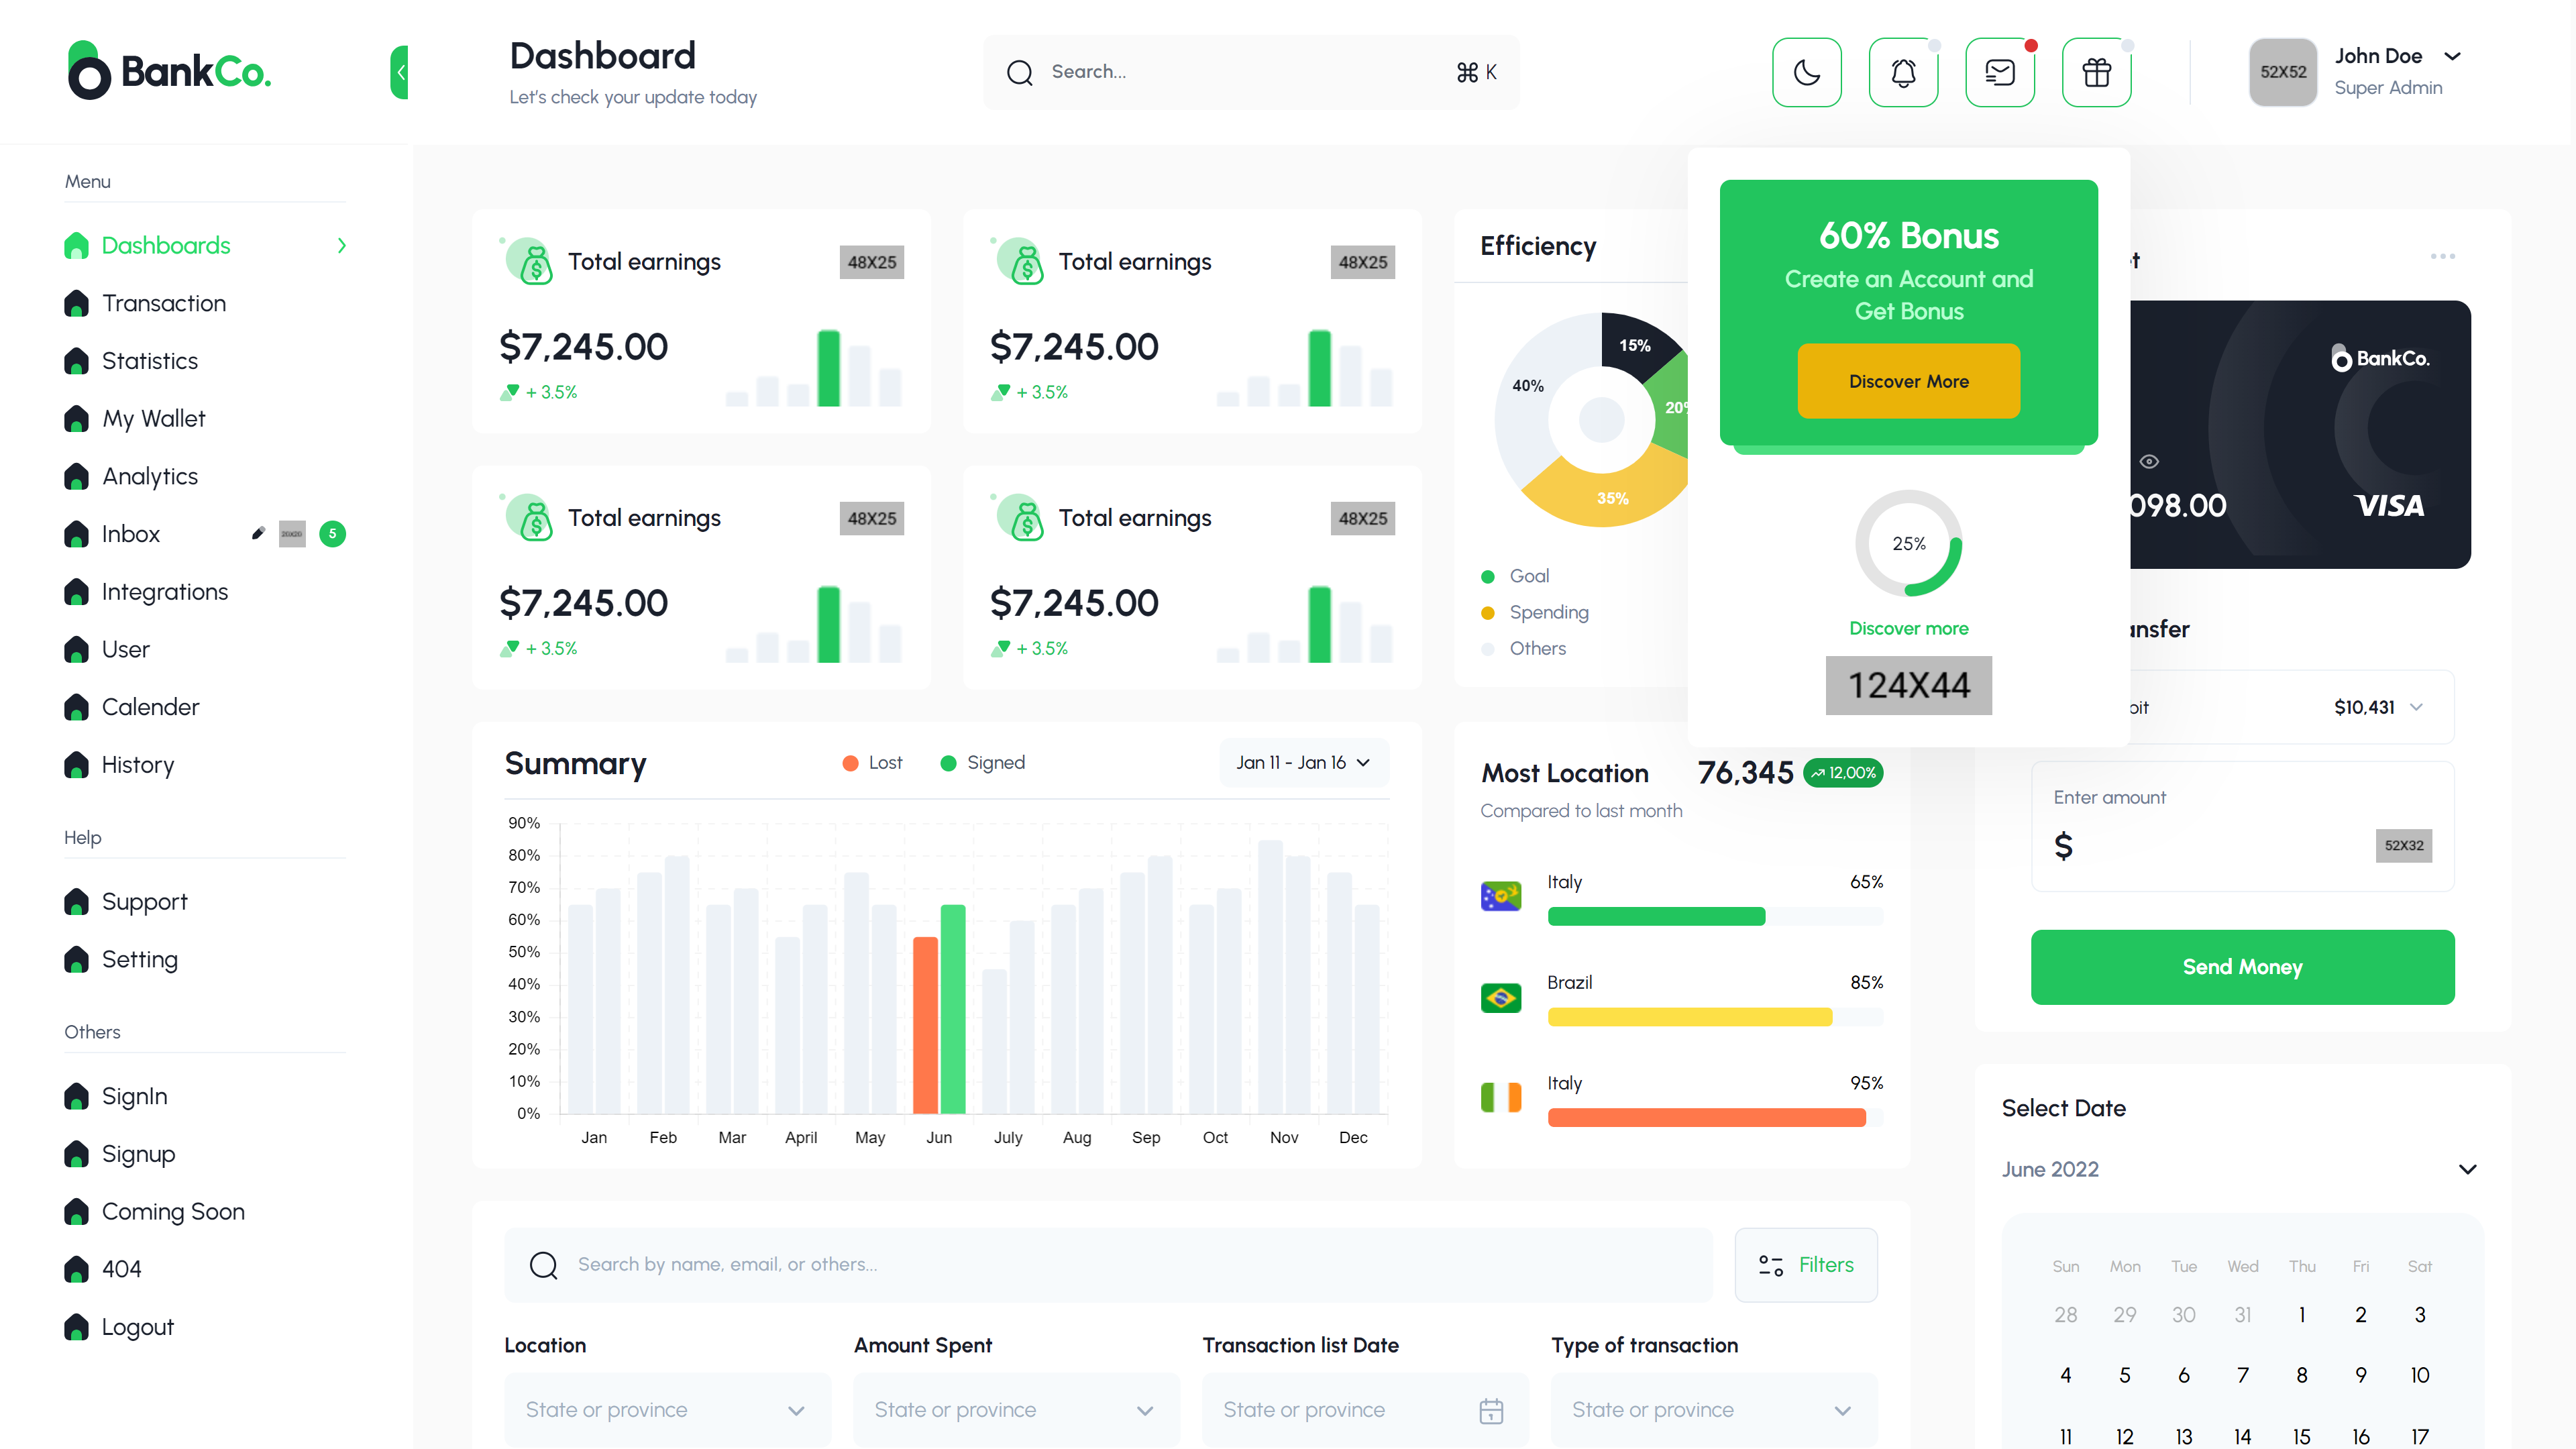 BankCo.
Dashboard
Let's check your update today
Search...
⌘ K
52X52
John Doe
Super Admin
Menu
Dashboards
Transaction
Statistics
My Wallet
Analytics
Inbox
20X20
5
Integrations
User
Calender
History
Help
Support
Setting
Others
SignIn
Signup
Coming Soon
404
Logout
Total earnings
48X25
$7,245.00
+ 3.5%
Total earnings
48X25
$7,245.00
+ 3.5%
Total earnings
48X25
$7,245.00
+ 3.5%
Total earnings
48X25
$7,245.00
+ 3.5%
Efficiency
15%
40%
35%
Goal
Spending
Others
60% Bonus
Create an Account and
Get Bonus
Discover More
25%
Discover more
124X44
BankCo.
098.00
VISA
$10,431
Enter amount
$
52X32
Send Money
Summary
Lost
Signed
Jan 11 - Jan 16
90%
80%
70%
60%
50%
40%
30%
20%
10%
0%
Jan Feb Mar April May Jun July Aug Sep Oct Nov Dec
Most Location
76,345
12,00%
Compared to last month
Italy
65%
Brazil
85%
Italy
95%
Select Date
June 2022
Sun Mon Tue Wed Thu Fri Sat
28 29 30 31 1 2 3
4 5 6 7 8 9 10
11 12 13 14 15 16 17
Search by name, email, or others...
Filters
Location
State or province
Amount Spent
State or province
Transaction list Date
State or province
Type of transaction
State or province